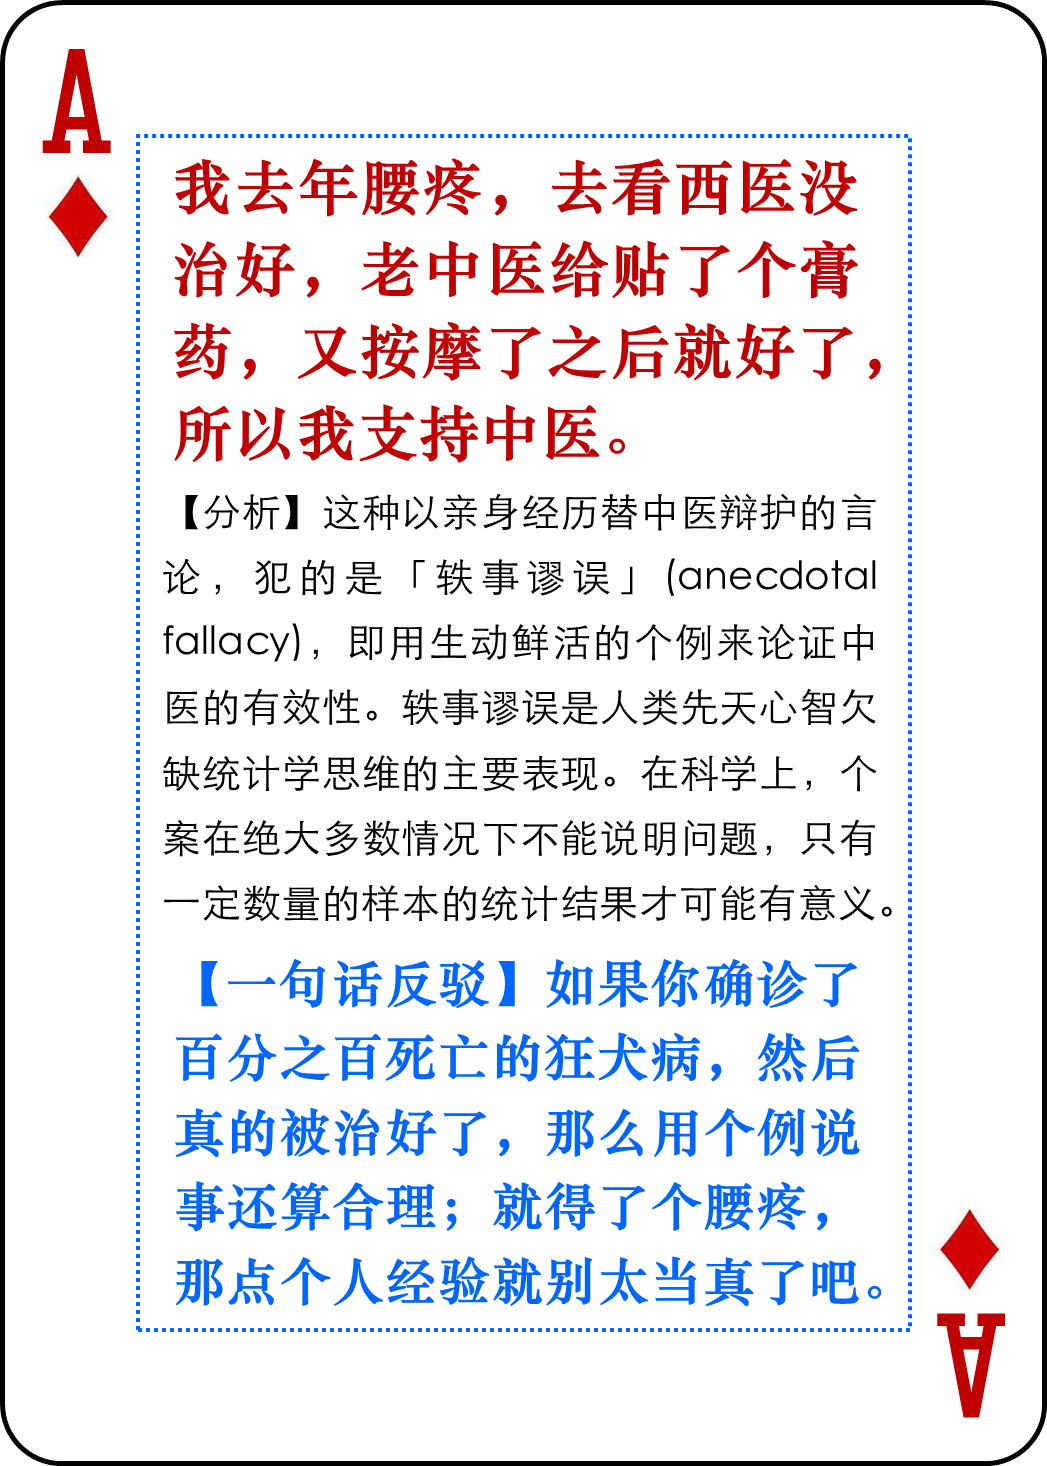 A
我去年腰疼，去看西医没
治好，老中医给贴了个膏
药，又按摩了之后就好了，
所以我支持中医。
【分析】这种以亲身经历替中医辩护的言
论，犯的是「轶事谬误」(anecdotal
fallacy)，即用生动鲜活的个例来论证中
医的有效性。轶事谬误是人类先天心智欠
缺统计学思维的主要表现。在科学上，个
案在绝大多数情况下不能说明问题，只有
一定数量的样本的统计结果才可能有意义。
【一句话反驳】如果你确诊了
百分之百死亡的狂犬病，然后
真的被治好了，那么用个例说
事还算合理；就得了个腰疼，
那点个人经验就别太当真了吧。
A